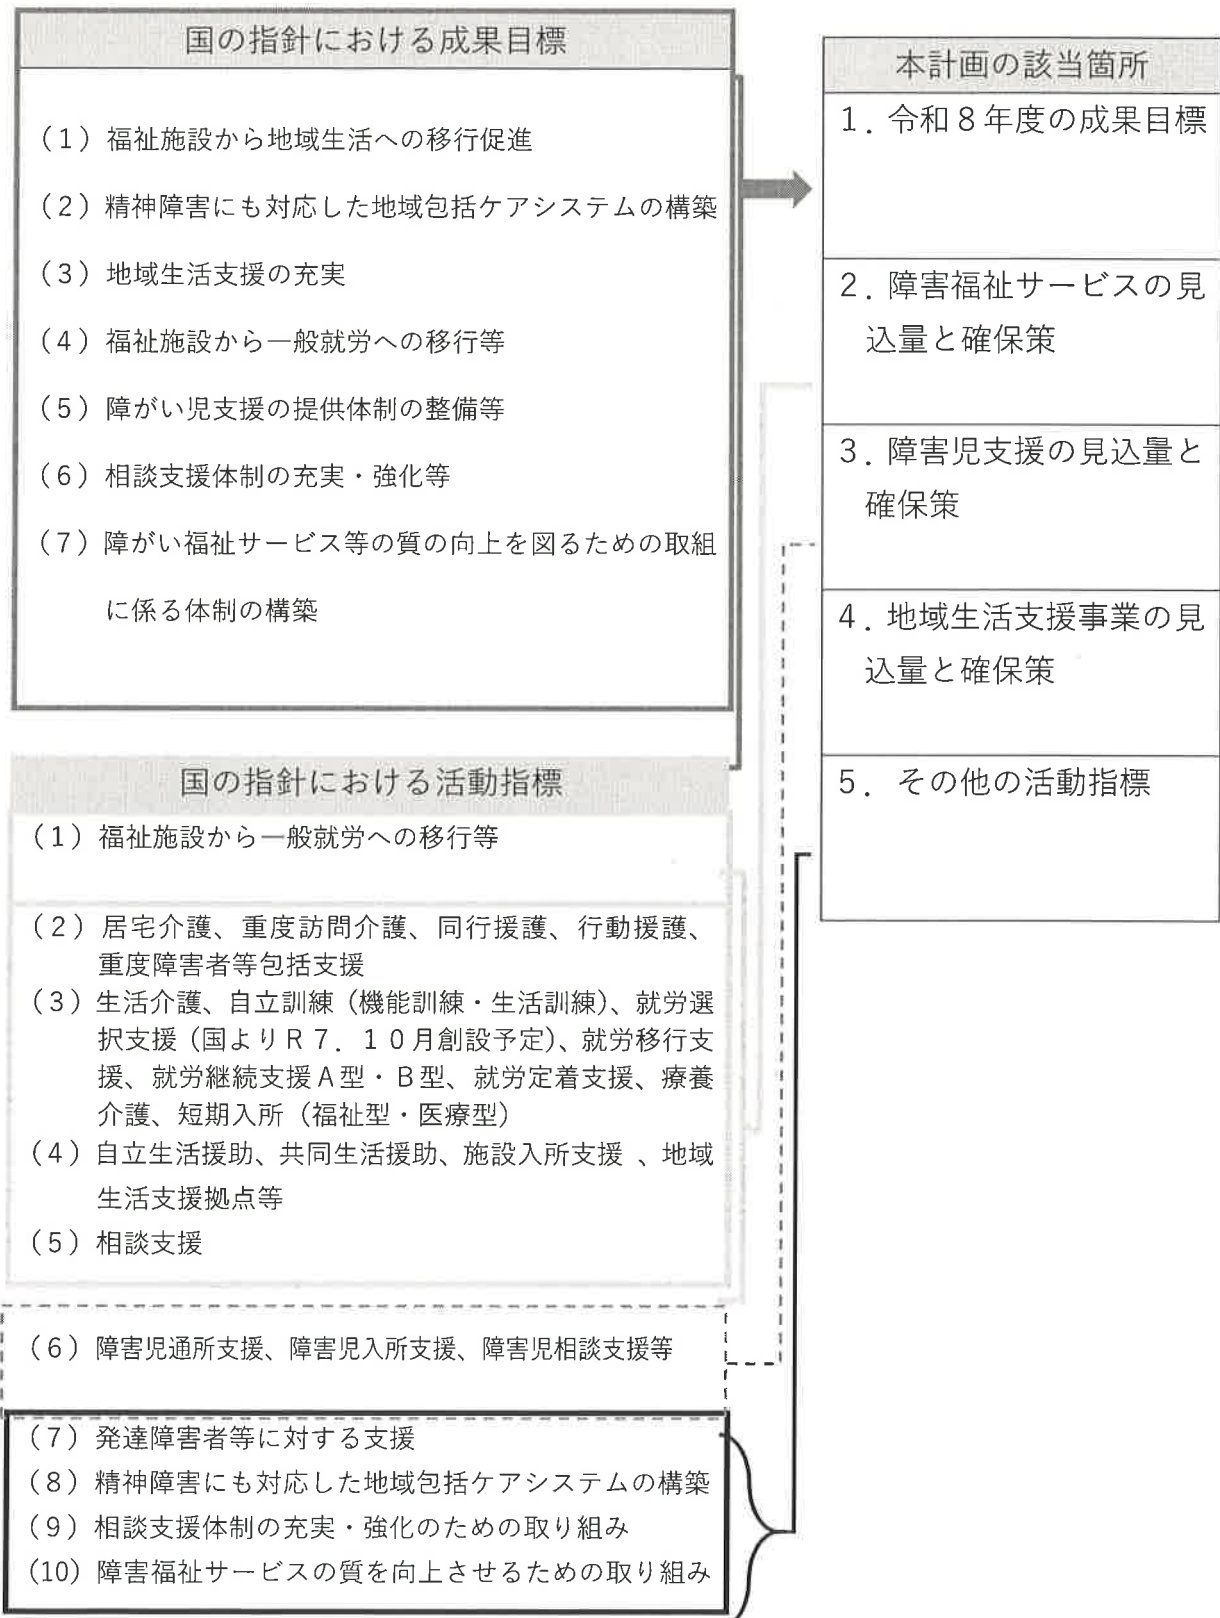 国の指針における成果目標
（1）福祉施設から地域生活への移行促進
（2）精神障害にも対応した地域包括ケアシステムの構築
（3）地域生活支援の充実
（4）福祉施設から一般就労への移行等
（5）障がい児支援の提供体制の整備等
（6）相談支援体制の充実・強化等
（7）障がい福祉サービス等の質の向上を図るための取組
に係る体制の構築
国の指針における活動指標
（1）福祉施設から一般就労への移行等
（2）居宅介護、重度訪問介護、同行援護、行動援護、
重度障害者等包括支援
（3）生活介護、自立訓練（機能訓練・生活訓練）、就労選
択支援（国よりR７．１０月創設予定）、就労移行支
援、就労継続支援A型・B型、就労定着支援、療養
介護、短期入所（福祉型・医療型）
（4）自立生活援助、共同生活援助、施設入所支援 、地域
生活支援拠点等
（5）相談支援
（6）障害児通所支援、障害児入所支援、障害児相談支援等
（7）発達障害者等に対する支援
（8）精神障害にも対応した地域包括ケアシステムの構築
（9）相談支援体制の充実・強化のための取り組み
（10）障害福祉サービスの質を向上させるための取り組み
本計画の該当箇所
1．令和８年度の成果目標
2．障害福祉サービスの見
込量と確保策
3．障害児支援の見込量と
確保策
4．地域生活支援事業の見
込量と確保策
5．その他の活動指標